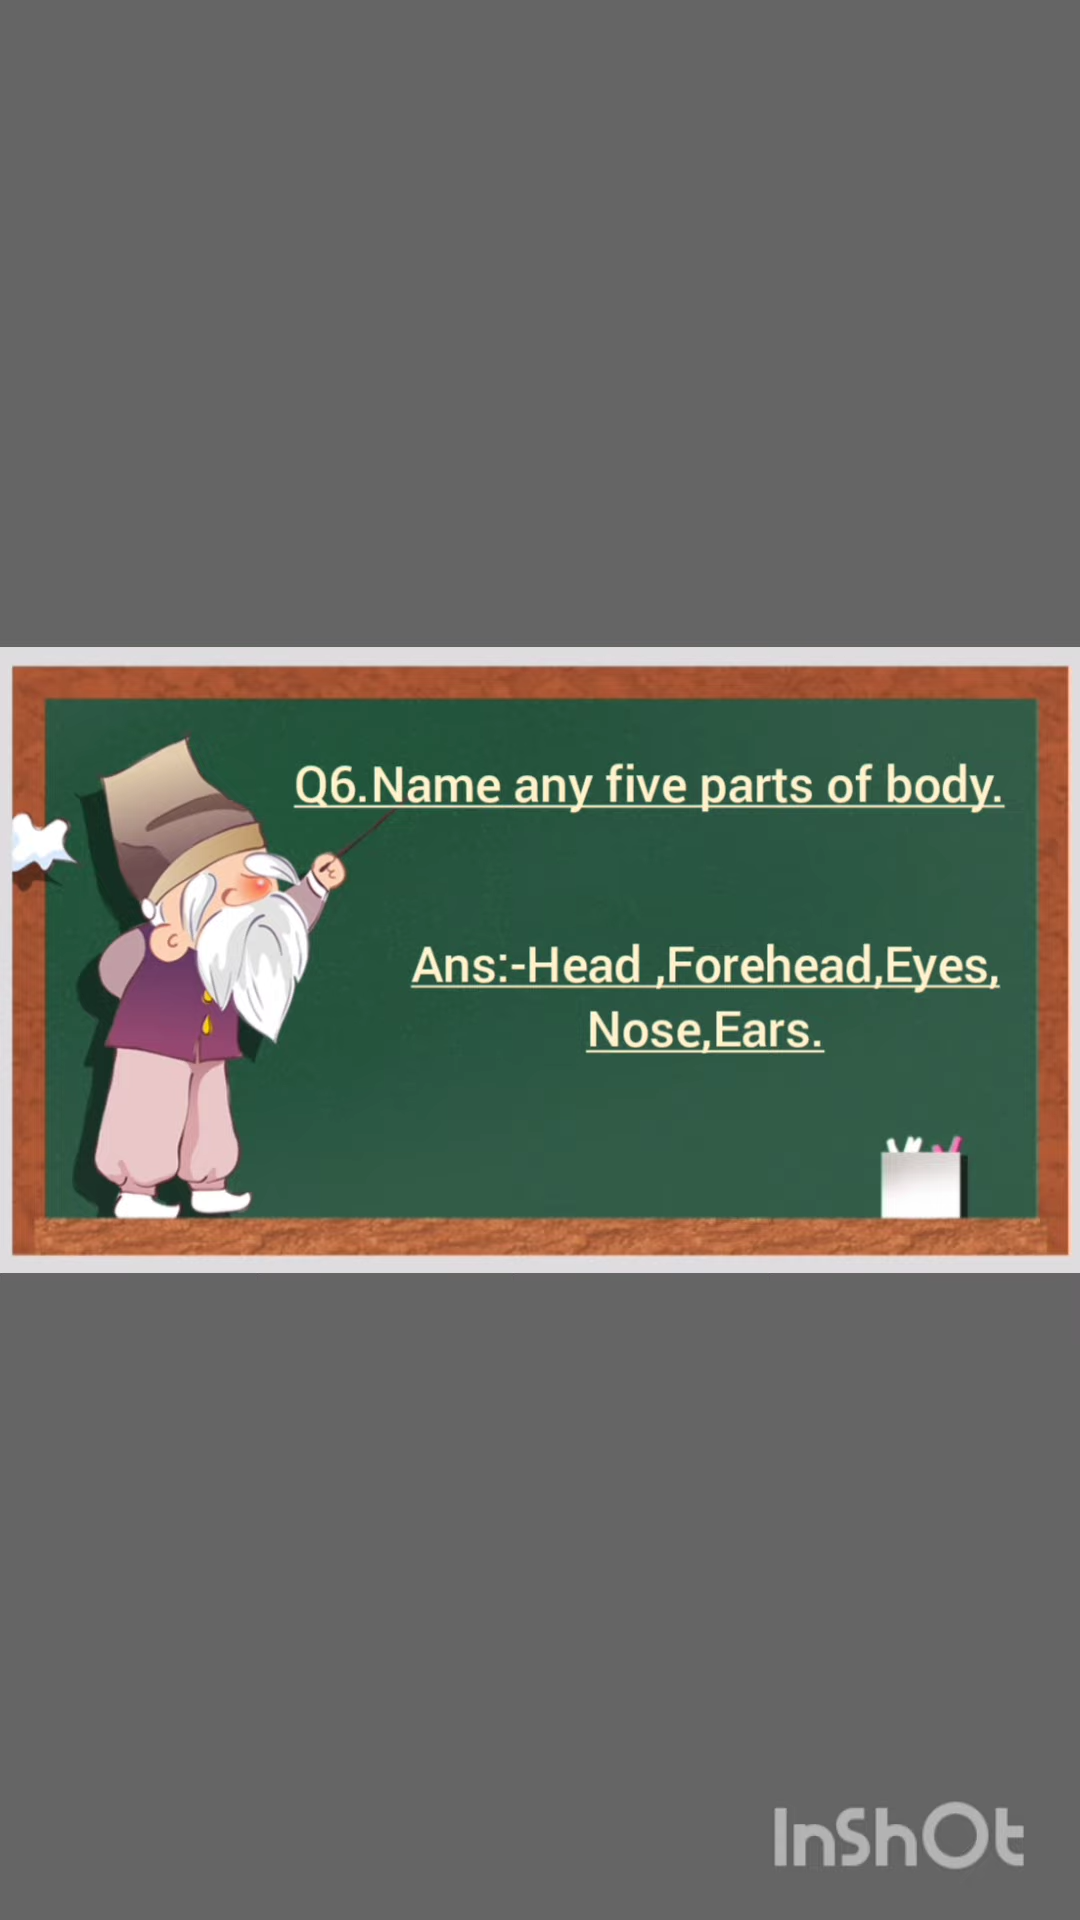 Q6.Name any five parts of body.
Ans:-Head ,Forehead,Eyes,
Nose,Ears.
InShOt